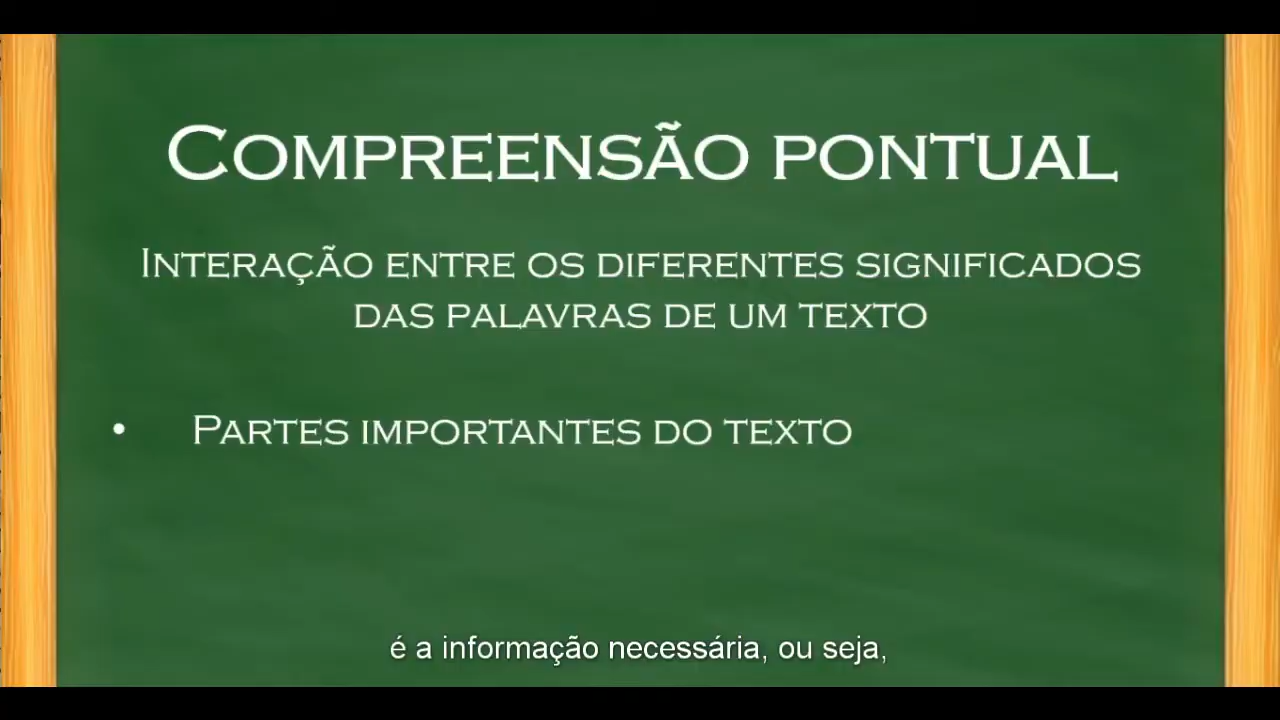 Compreensão pontual
Interação entre os diferentes significados
das palavras de um texto
• Partes importantes do texto
é a informação necessária, ou seja,